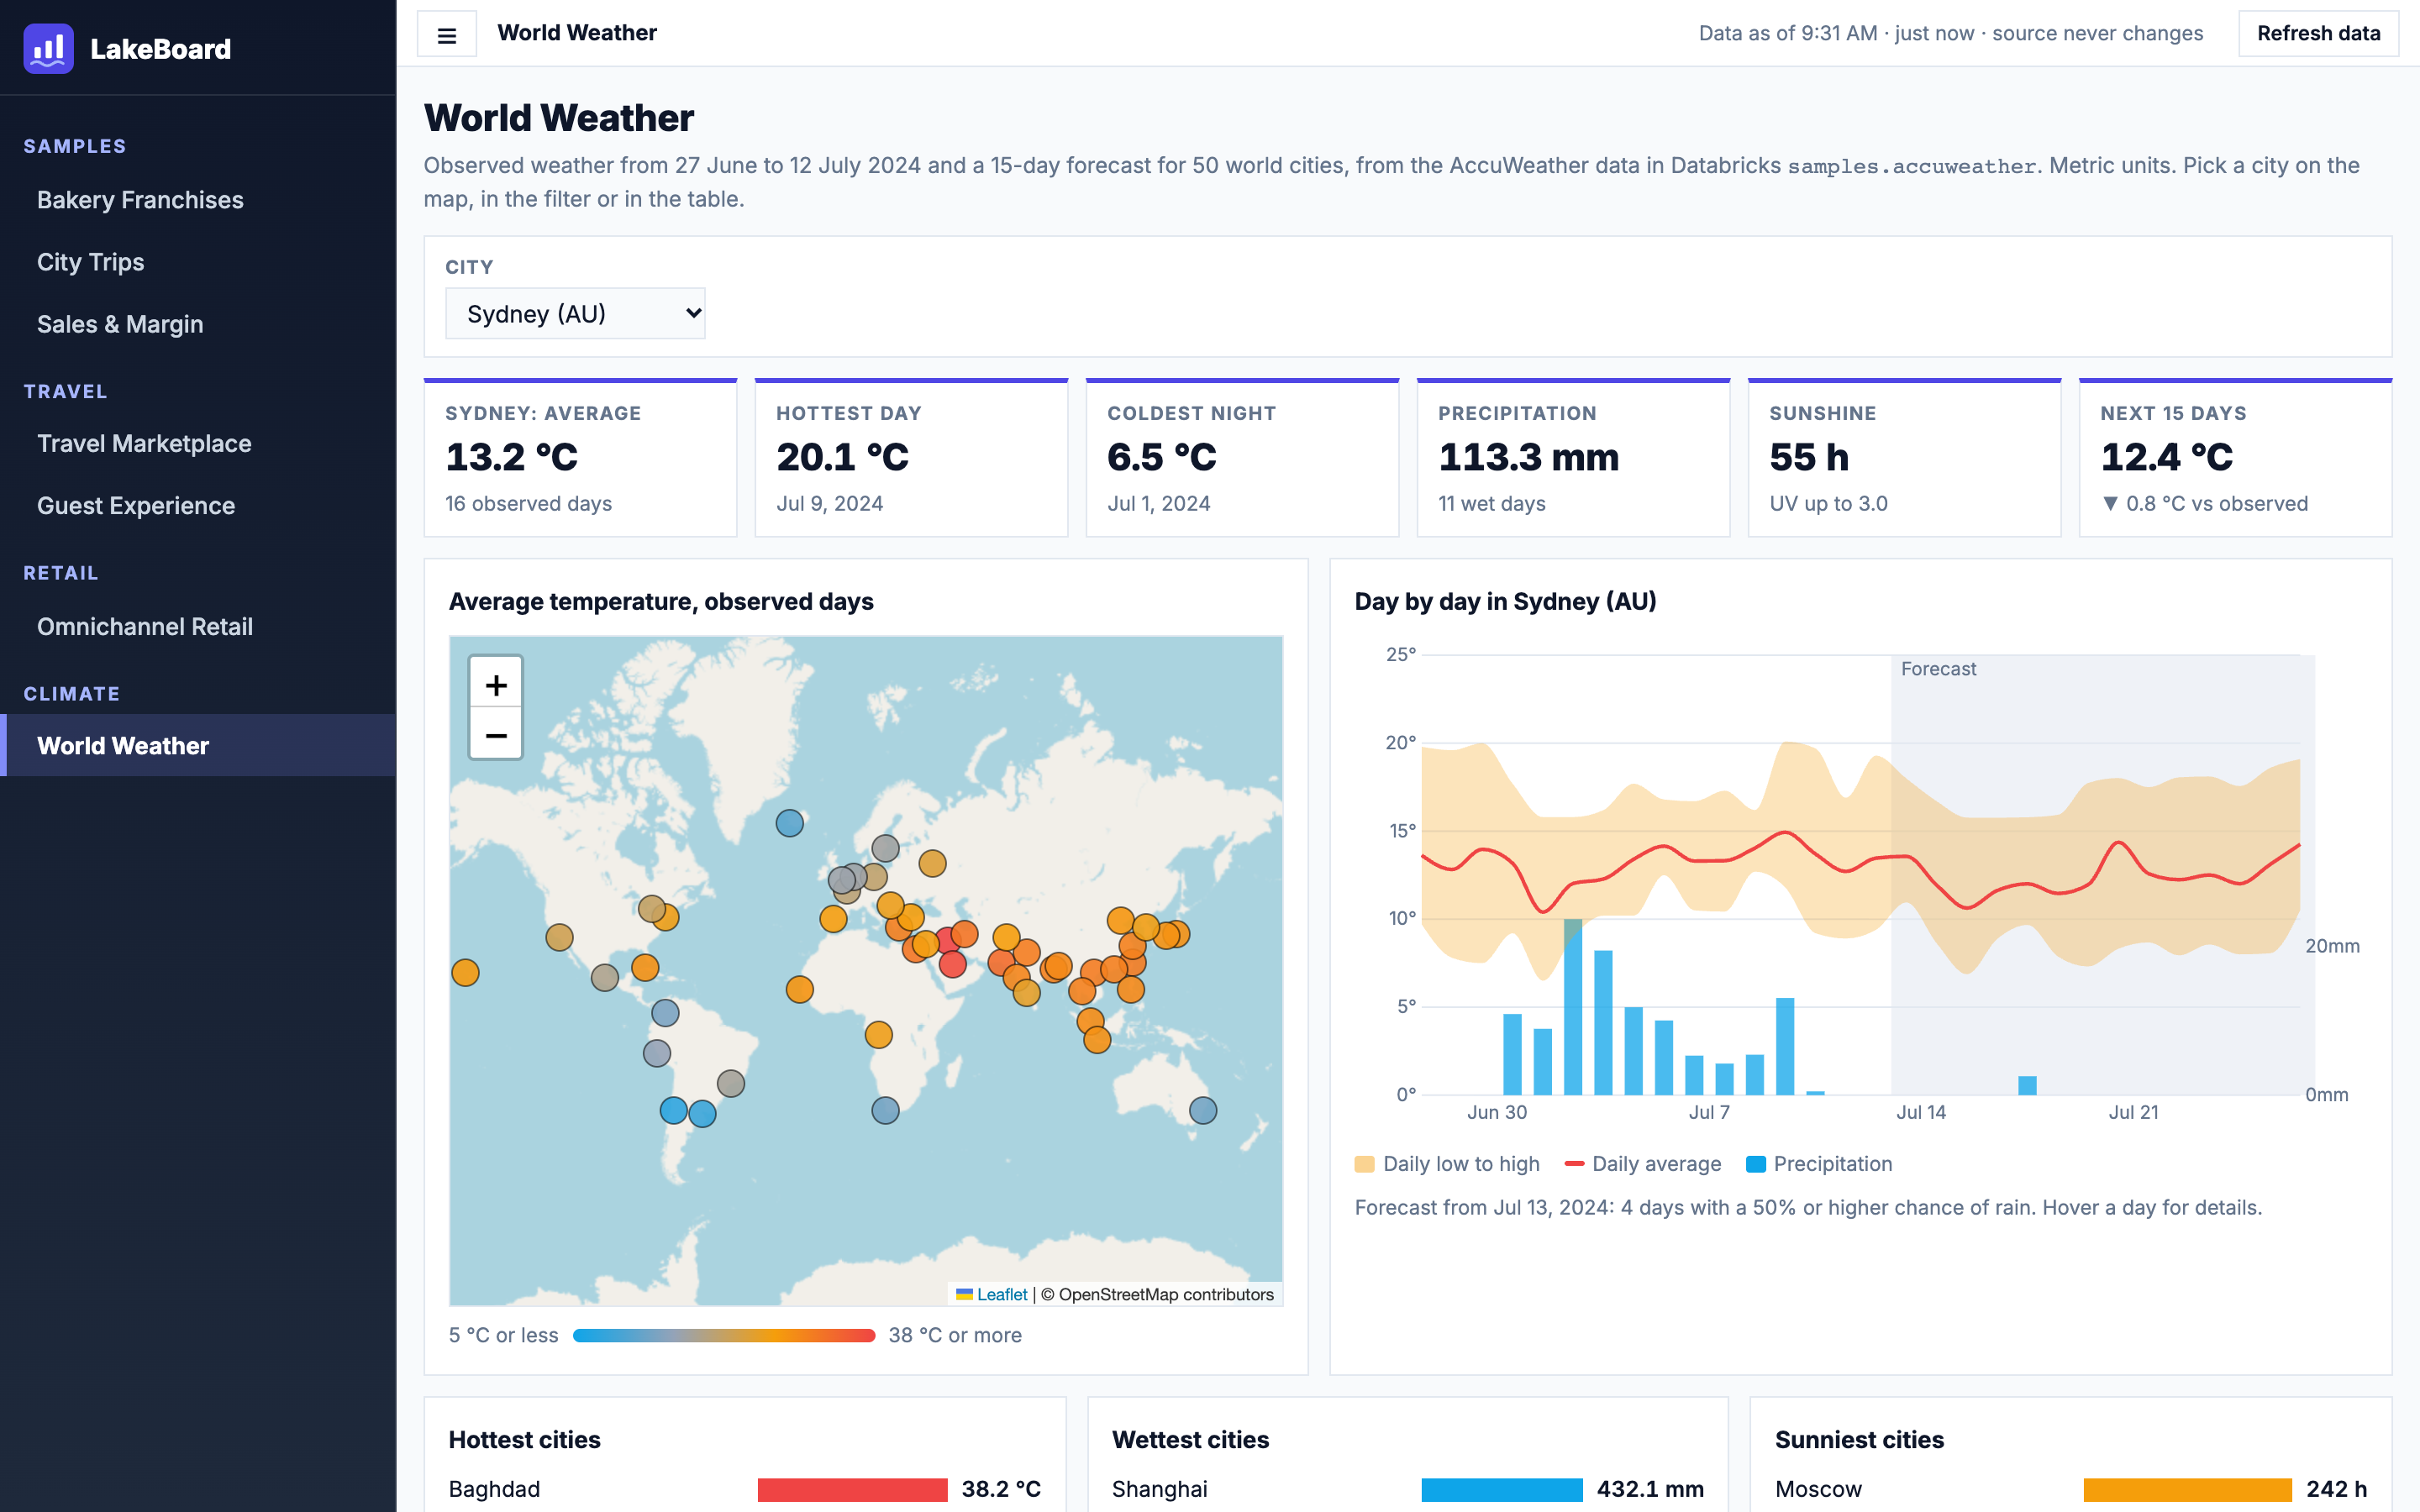 LakeBoard
SAMPLES
Bakery Franchises
City Trips
Sales & Margin
TRAVEL
Travel Marketplace
Guest Experience
RETAIL
Omnichannel Retail
CLIMATE
World Weather
World Weather
Data as of 9:31 AM · just now · source never changes
Refresh data
World Weather
Observed weather from 27 June to 12 July 2024 and a 15-day forecast for 50 world cities, from the AccuWeather data in Databricks samples.accuweather. Metric units. Pick a city on the
map, in the filter or in the table.
CITY
Sydney (AU)
SYDNEY: AVERAGE
13.2 °C
16 observed days
HOTTEST DAY
20.1 °C
Jul 9, 2024
COLDEST NIGHT
6.5 °C
Jul 1, 2024
PRECIPITATION
113.3 mm
11 wet days
SUNSHINE
55 h
UV up to 3.0
NEXT 15 DAYS
12.4 °C
▼ 0.8 °C vs observed
Average temperature, observed days
+
−
Leaflet | © OpenStreetMap contributors
5 °C or less
38 °C or more
Day by day in Sydney (AU)
Forecast
25°
20°
15°
10°
5°
0°
20mm
0mm
Jun 30
Jul 7
Jul 14
Jul 21
Daily low to high
Daily average
Precipitation
Forecast from Jul 13, 2024: 4 days with a 50% or higher chance of rain. Hover a day for details.
Hottest cities
Baghdad
38.2 °C
Wettest cities
Shanghai
432.1 mm
Sunniest cities
Moscow
242 h